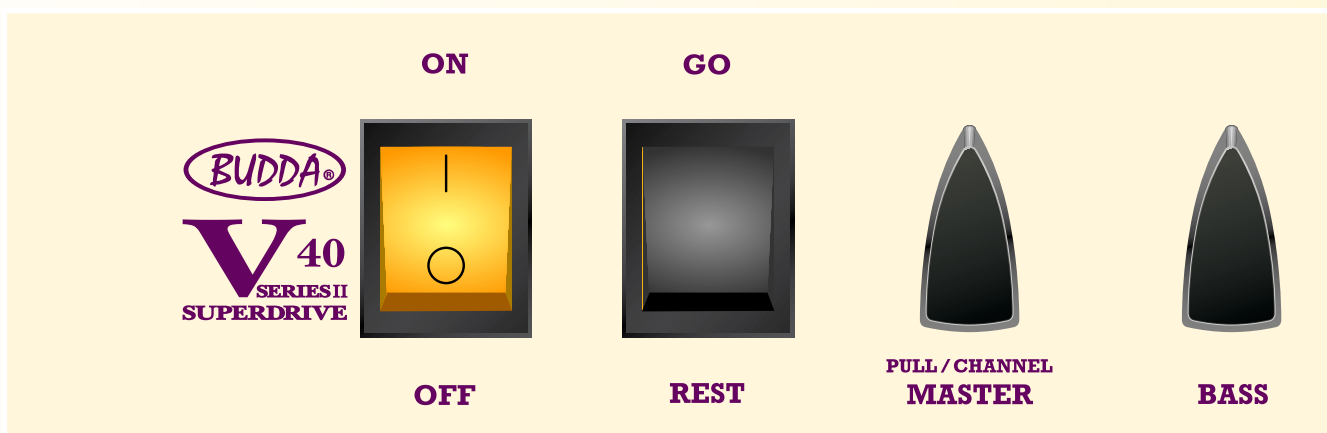 ON
GO
BUDDA®
V 40
SERIES II
SUPERDRIVE
OFF
REST
PULL / CHANNEL
MASTER
BASS